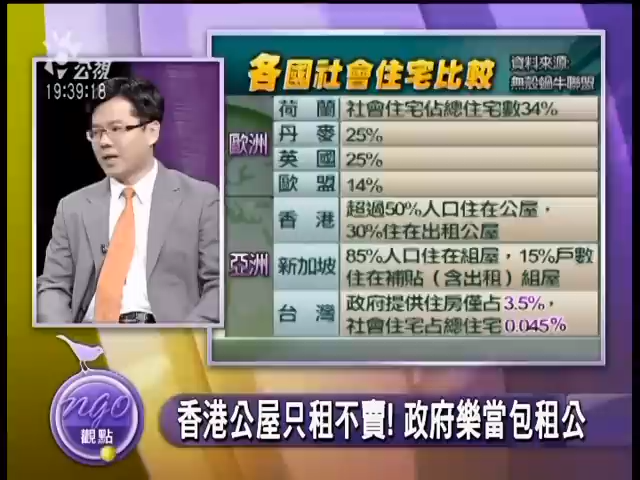 公視
19:39:18
各國社會住宅比較
資料來源:
無殼蝸牛聯盟
歐洲
荷蘭 社會住宅佔總住宅數34%
丹麥 25%
英國 25%
歐盟 14%
亞洲
香港 超過50%人口住在公屋，
30%住在出租公屋
新加坡 85%人口住在組屋，15%戶數
住在補貼（含出租）組屋
台灣 政府提供住房僅占3.5%，
社會住宅占總住宅0.045%
ngo
觀點
香港公屋只租不賣! 政府樂當包租公